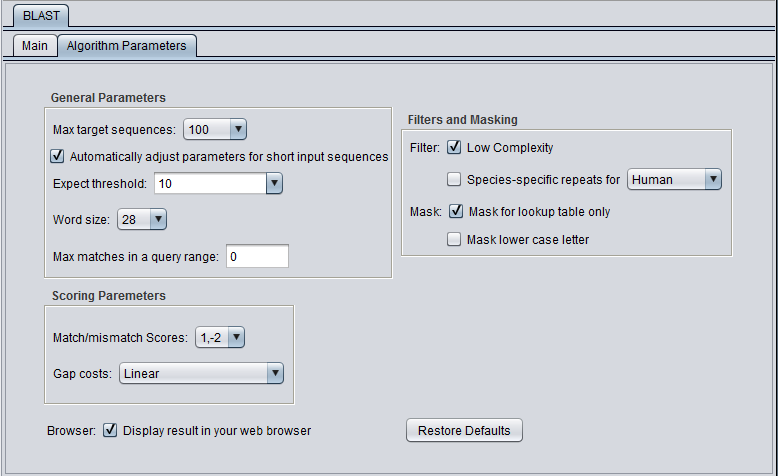 BLAST
Main
Algorithm Parameters
General Parameters
Max target sequences: 100
Automatically adjust parameters for short input sequences
Expect threshold: 10
Word size: 28
Max matches in a query range: 0
Filters and Masking
Filter: Low Complexity
Species-specific repeats for Human
Mask: Mask for lookup table only
Mask lower case letter
Scoring Paremeters
Match/mismatch Scores: 1,-2
Gap costs: Linear
Browser: Display result in your web browser
Restore Defaults